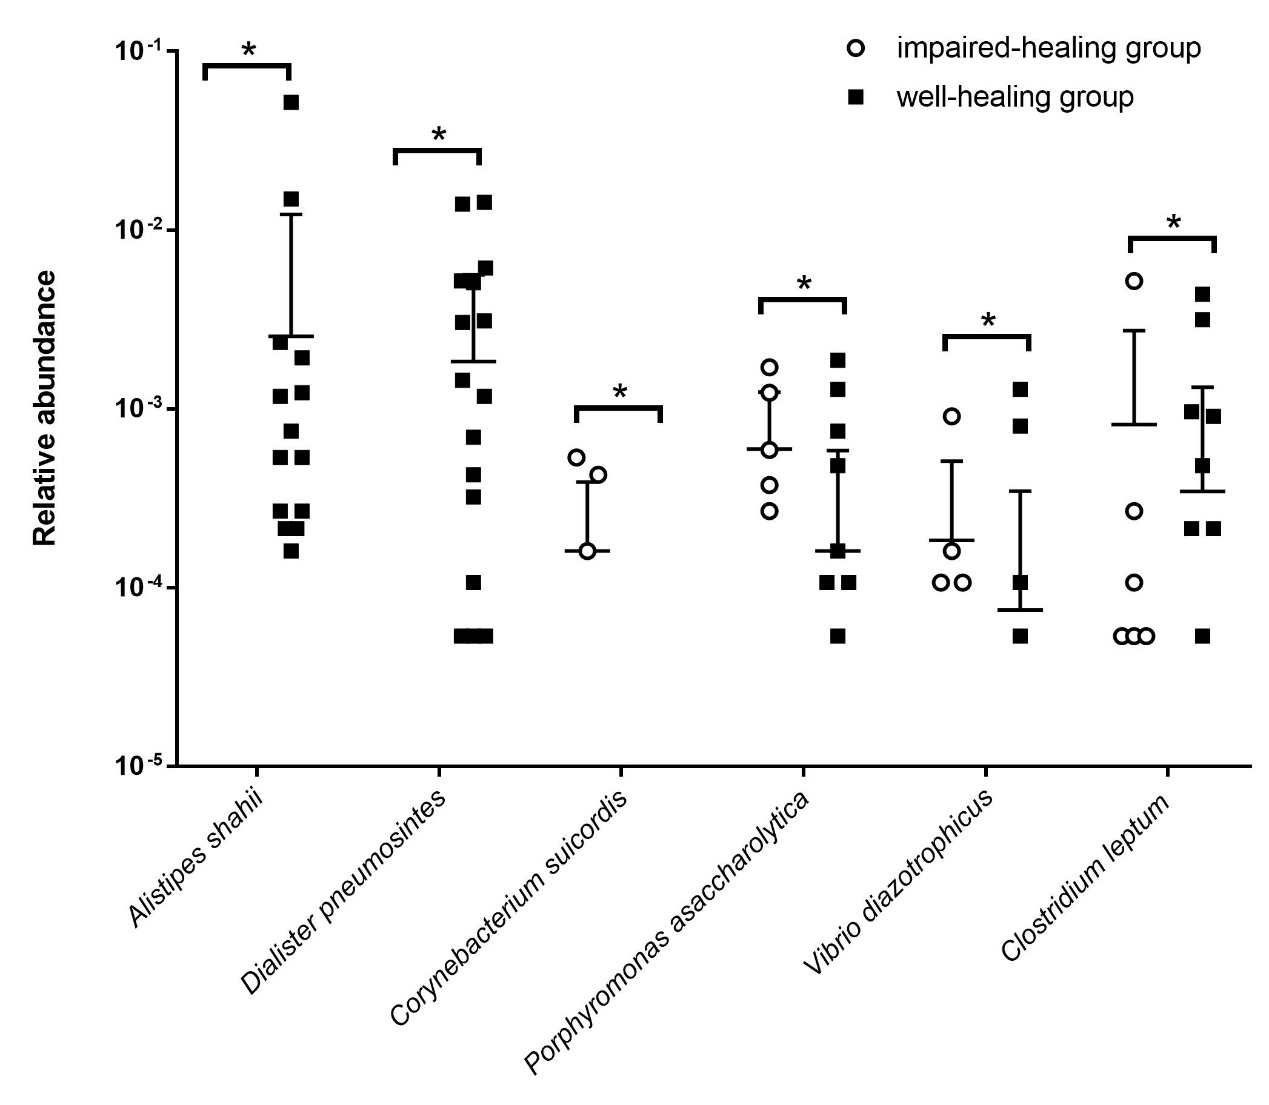 impaired-healing group
well-healing group
Relative abundance
10⁻¹
10⁻²
10⁻³
10⁻⁴
10⁻⁵
*
*
*
*
*
*
Alistipes shahii
Dialister pneumosintes
Corynebacterium suicordis
Porphyromonas asaccharolytica
Vibrio diazotrophicus
Clostridium leptum